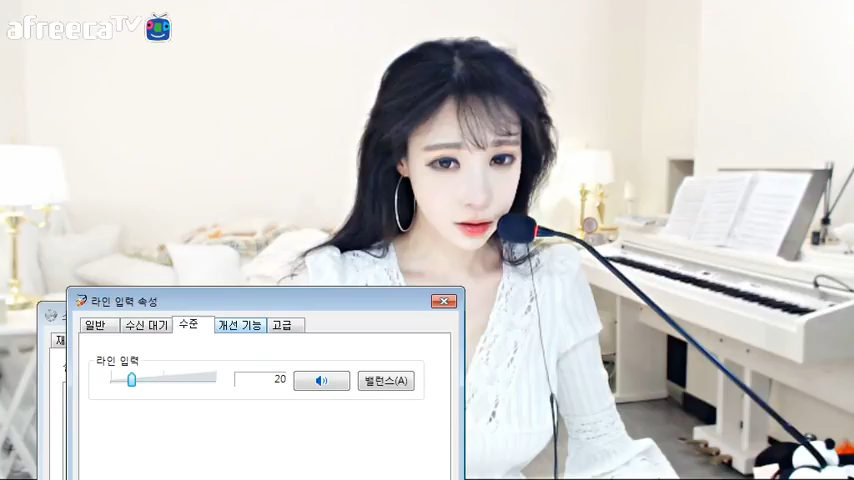 afreecaTV
라인 입력 속성
일반 수신 대기 수준 개선 기능 고급
재
라인 입력
20 밸런스(A)